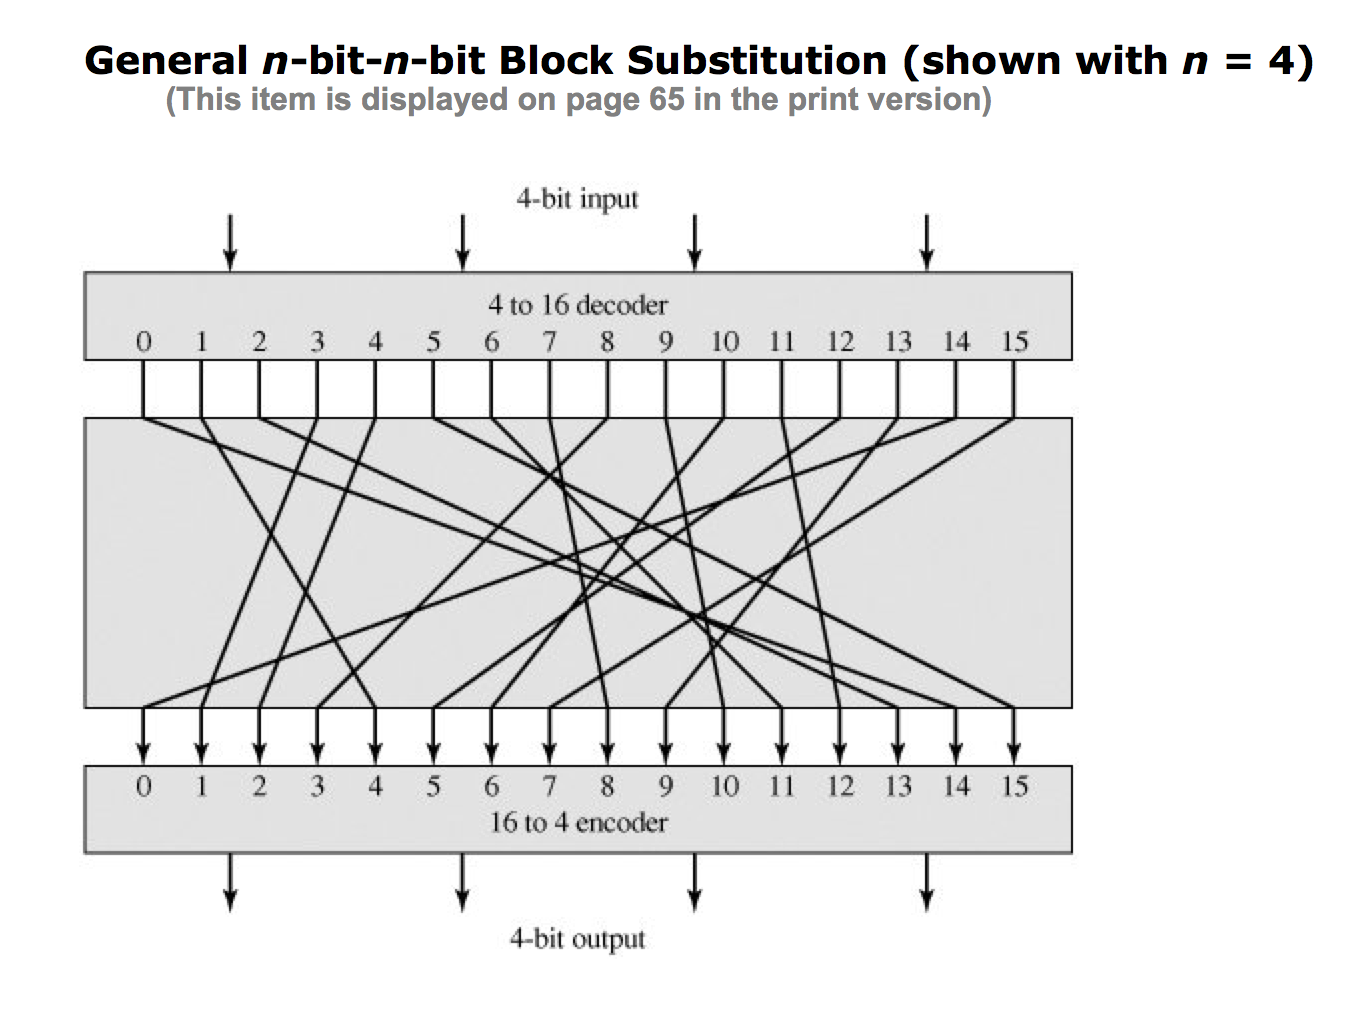 General n-bit-n-bit Block Substitution (shown with n = 4)
(This item is displayed on page 65 in the print version)
4-bit input
4 to 16 decoder
0 1 2 3 4 5 6 7 8 9 10 11 12 13 14 15
0 1 2 3 4 5 6 7 8 9 10 11 12 13 14 15
16 to 4 encoder
4-bit output